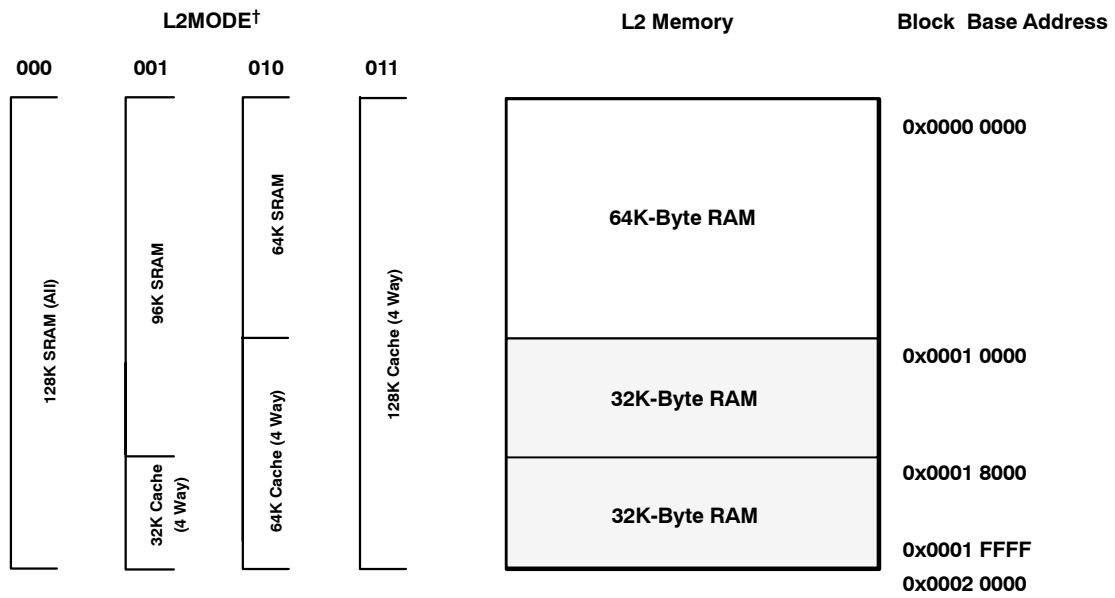 L2MODE† L2 Memory Block Base Address
000 001 010 011
128K SRAM (All)
96K SRAM
32K Cache
(4 Way)
64K SRAM
64K Cache (4 Way)
128K Cache (4 Way)
64K-Byte RAM
32K-Byte RAM
32K-Byte RAM
0x0000 0000
0x0001 0000
0x0001 8000
0x0001 FFFF
0x0002 0000